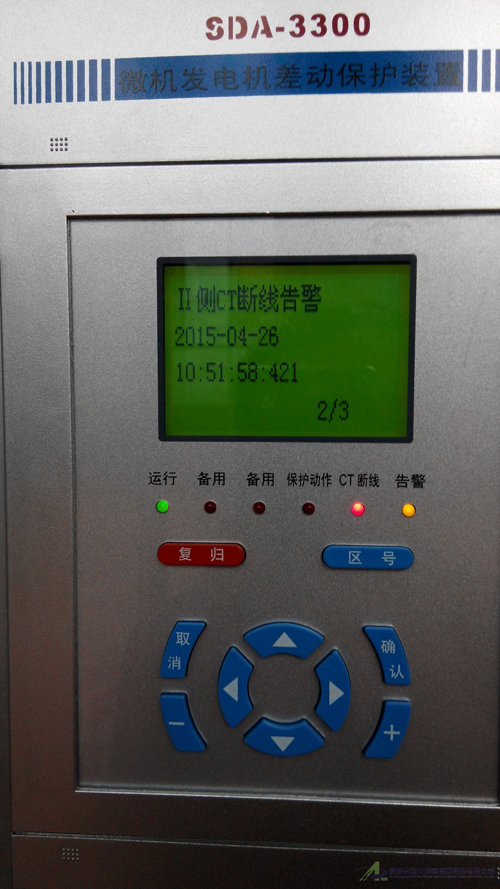 SDA-3300
微机发电机差动保护装置
II侧CT断线告警
2015-04-26
10:51:58:421
2/3
运行 备用 备用 保护动作 CT断线 告警
复归 区号
取消 确认
− +